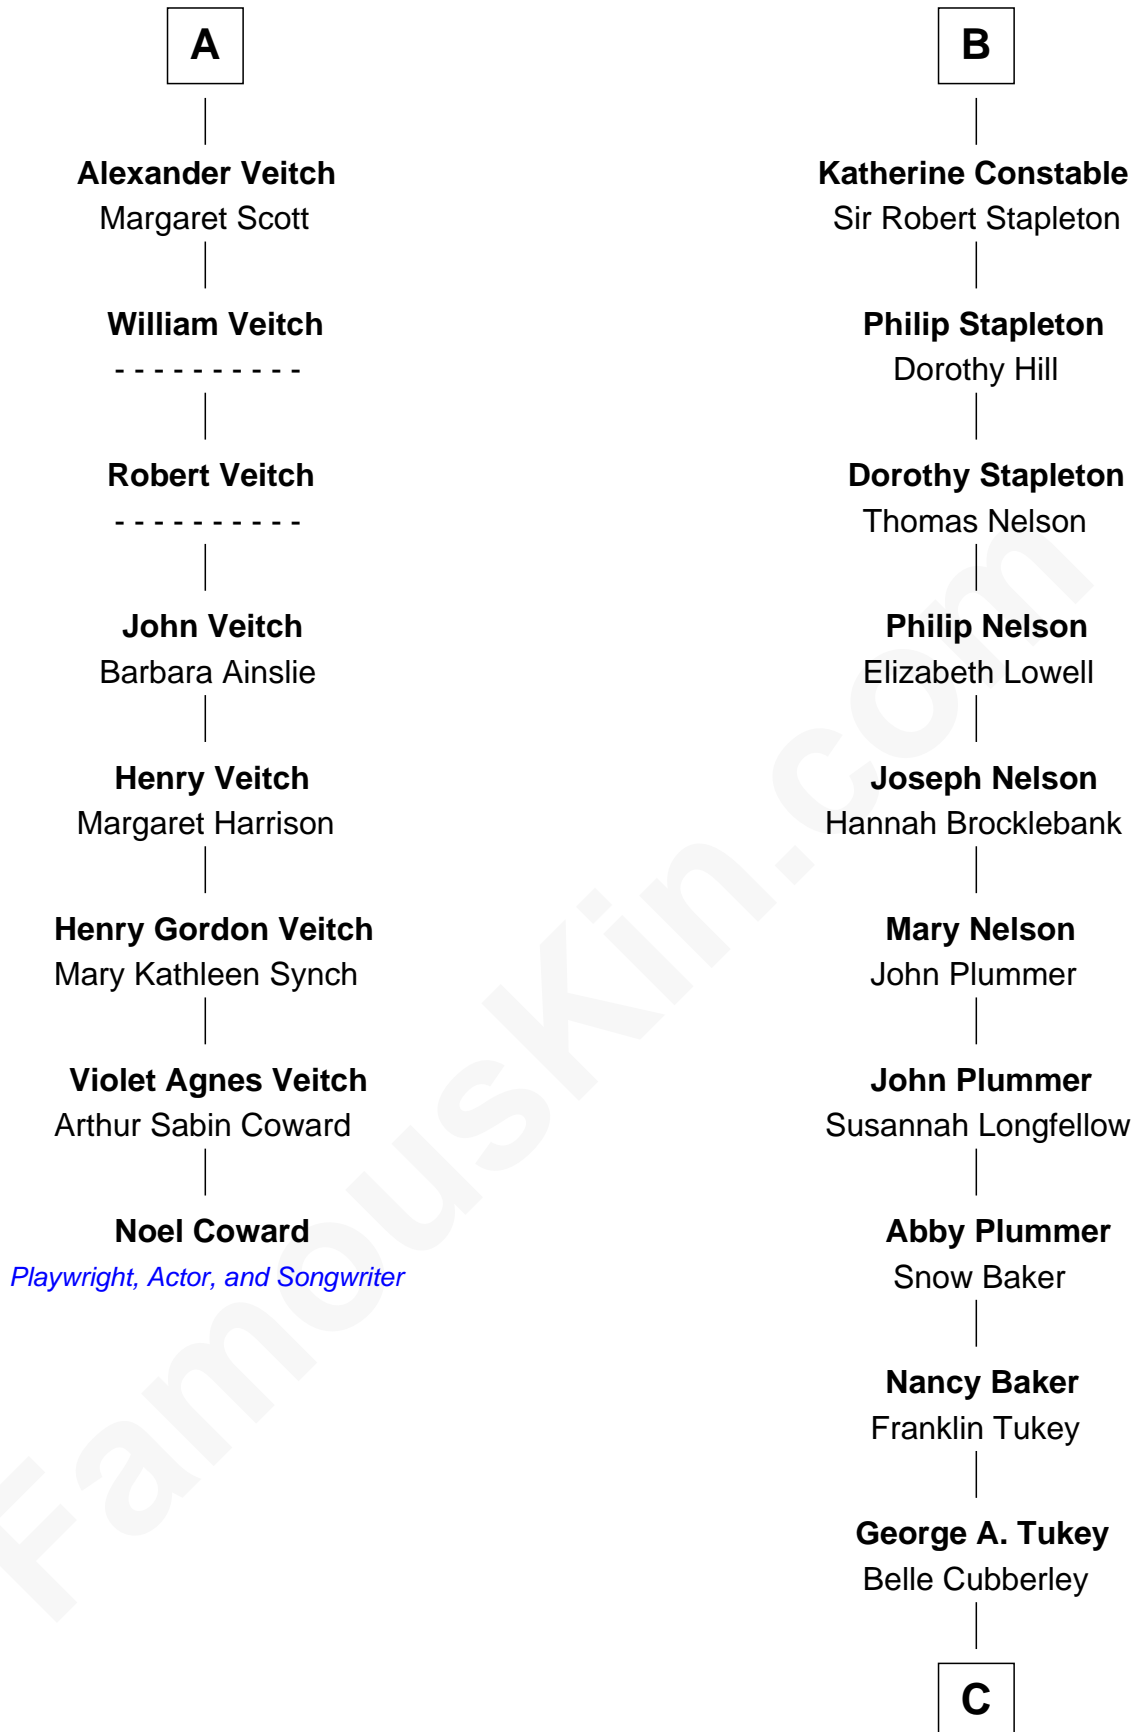 A
Alexander Veitch
Margaret Scott
William Veitch
- - - - - - - - - -
Robert Veitch
- - - - - - - - - -
John Veitch
Barbara Ainslie
Henry Veitch
Margaret Harrison
Henry Gordon Veitch
Mary Kathleen Synch
Violet Agnes Veitch
Arthur Sabin Coward
Noel Coward
Playwright, Actor, and Songwriter
B
Katherine Constable
Sir Robert Stapleton
Philip Stapleton
Dorothy Hill
Dorothy Stapleton
Thomas Nelson
Philip Nelson
Elizabeth Lowell
Joseph Nelson
Hannah Brocklebank
Mary Nelson
John Plummer
John Plummer
Susannah Longfellow
Abby Plummer
Snow Baker
Nancy Baker
Franklin Tukey
George A. Tukey
Belle Cubberley
C
FamousKin.com